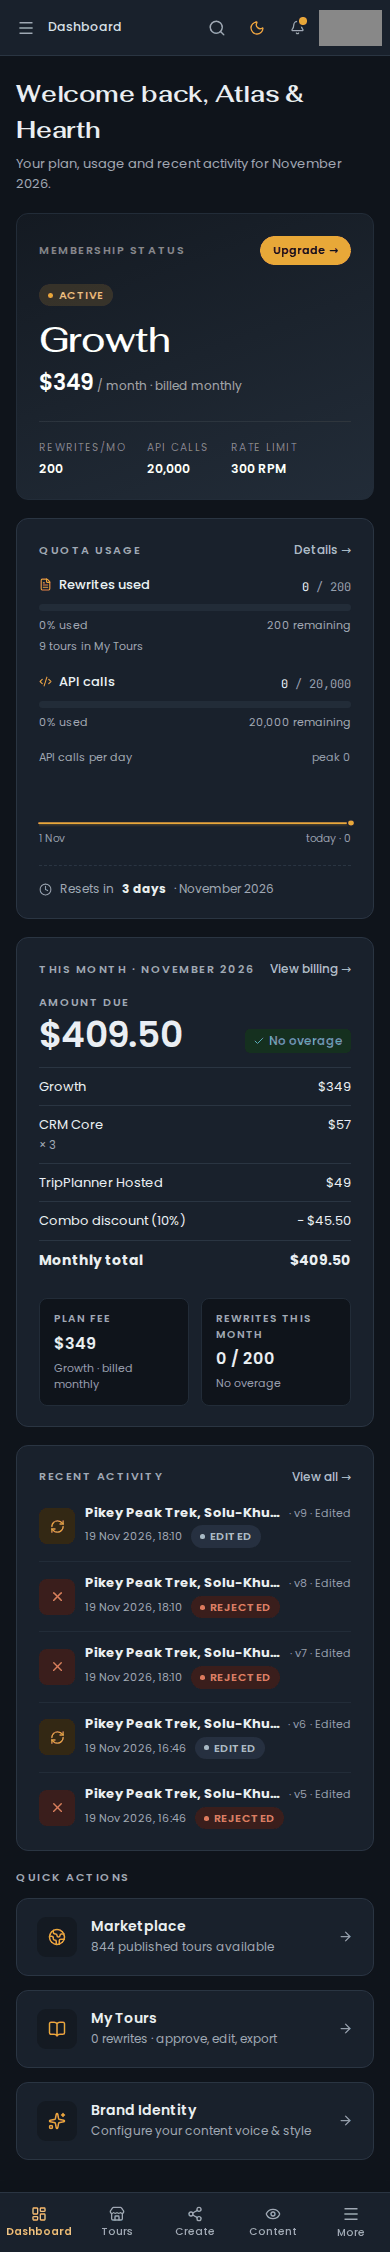 Dashboard
Welcome back, Atlas &
Hearth
Your plan, usage and recent activity for November
2026.
MEMBERSHIP STATUS
Upgrade →
ACTIVE
Growth
$349 / month · billed monthly
REWRITES/MO API CALLS RATE LIMIT
200 20,000 300 RPM
QUOTA USAGE Details →
Rewrites used 0 / 200
0% used 200 remaining
9 tours in My Tours
API calls 0 / 20,000
0% used 20,000 remaining
API calls per day peak 0
1 Nov today · 0
Resets in 3 days · November 2026
THIS MONTH · NOVEMBER 2026 View billing →
AMOUNT DUE
$409.50 No overage
Growth $349
CRM Core $57
× 3
TripPlanner Hosted $49
Combo discount (10%) − $45.50
Monthly total $409.50
PLAN FEE
$349
Growth · billed
monthly
REWRITES THIS
MONTH
0 / 200
No overage
RECENT ACTIVITY View all →
Pikey Peak Trek, Solu-Khu... · v9 · Edited
19 Nov 2026, 18:10 EDITED
Pikey Peak Trek, Solu-Khu... · v8 · Edited
19 Nov 2026, 18:10 REJECTED
Pikey Peak Trek, Solu-Khu... · v7 · Edited
19 Nov 2026, 18:10 REJECTED
Pikey Peak Trek, Solu-Khu... · v6 · Edited
19 Nov 2026, 16:46 EDITED
Pikey Peak Trek, Solu-Khu... · v5 · Edited
19 Nov 2026, 16:46 REJECTED
QUICK ACTIONS
Marketplace
844 published tours available
My Tours
0 rewrites · approve, edit, export
Brand Identity
Configure your content voice & style
Dashboard Tours Create Content More